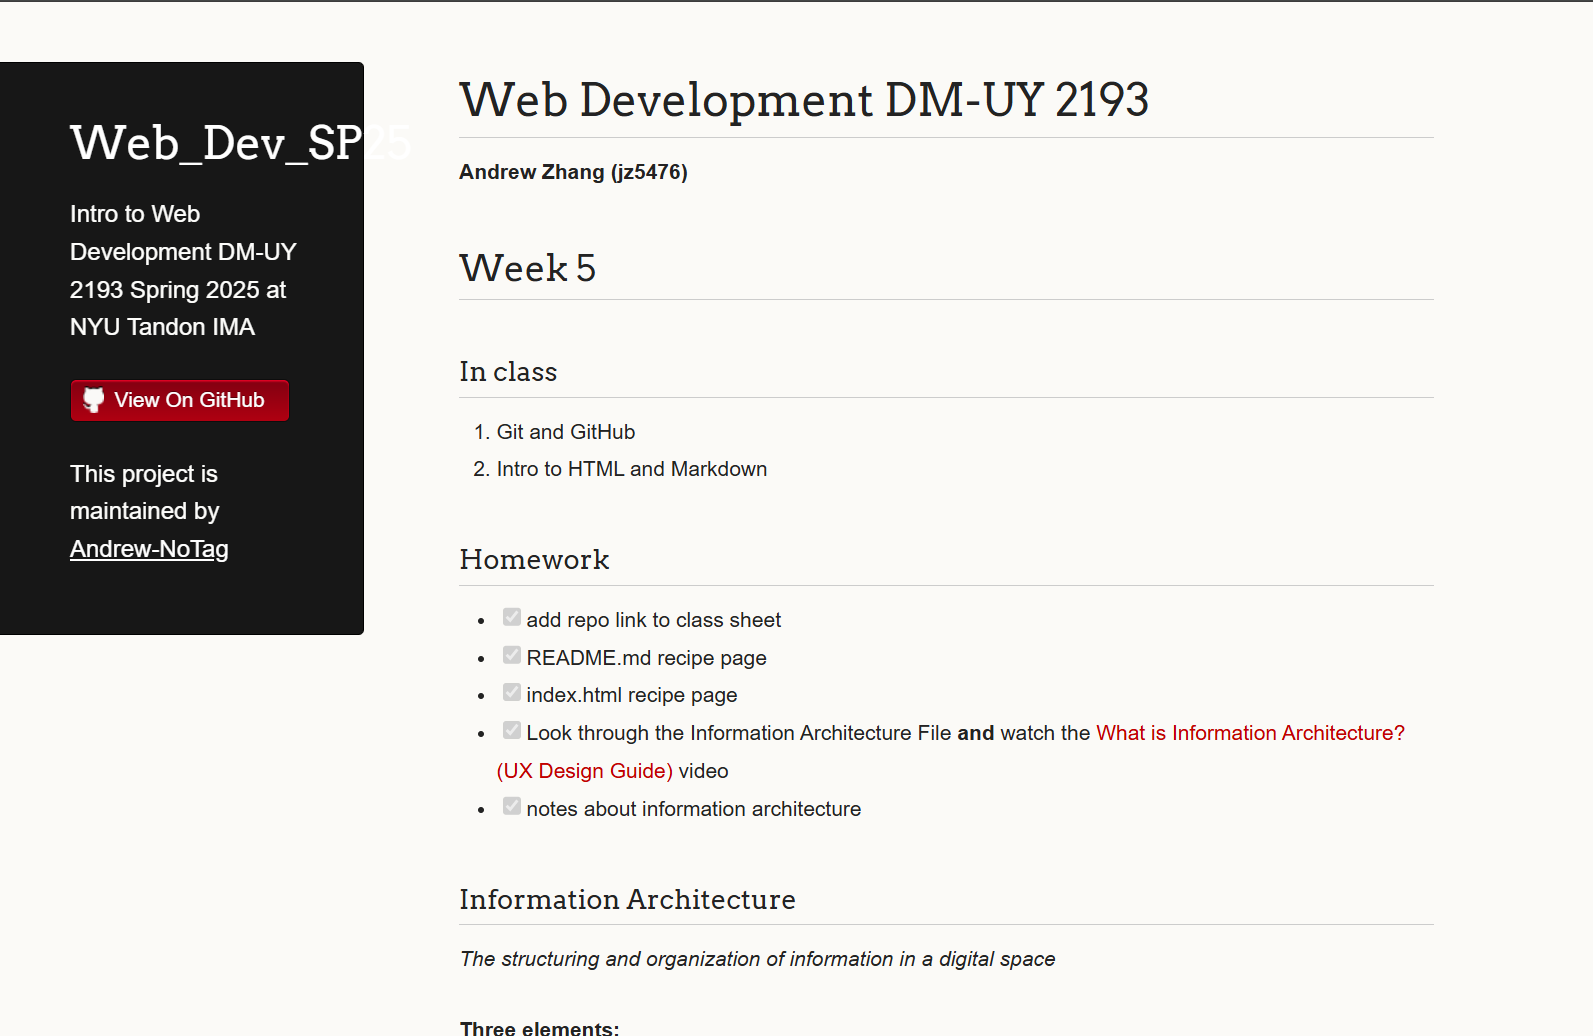 Web_Dev_SP25
Intro to Web
Development DM-UY
2193 Spring 2025 at
NYU Tandon IMA
View On GitHub
This project is
maintained by
Andrew-NoTag
Web Development DM-UY 2193
Andrew Zhang (jz5476)
Week 5
In class
1. Git and GitHub
2. Intro to HTML and Markdown
Homework
add repo link to class sheet
README.md recipe page
index.html recipe page
Look through the Information Architecture File and watch the What is Information Architecture?
(UX Design Guide) video
notes about information architecture
Information Architecture
The structuring and organization of information in a digital space
Three elements: